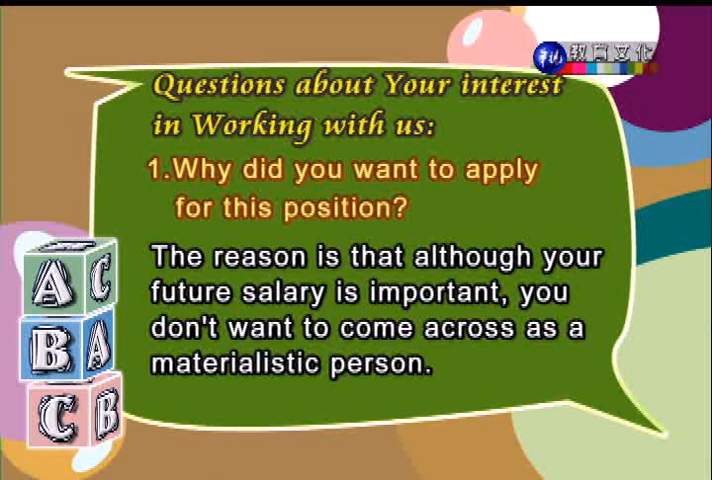 華視 教育文化
Questions about Your interest
in Working with us:
1.Why did you want to apply
for this position?
The reason is that although your
future salary is important, you
don't want to come across as a
materialistic person.
A C
B A
C B